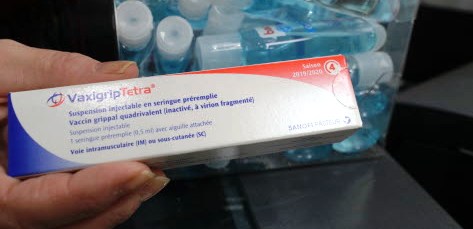 VaxigripTetra®
Saison
2019/2020
4
Suspension injectable en seringue préremplie
Vaccin grippal quadrivalent (inactivé, à virion fragmenté)
Suspension injectable
1 seringue préremplie (0,5 ml) avec aiguille attachée
Voie intramusculaire (IM) ou sous-cutanée (SC)
SANOFI PASTEUR